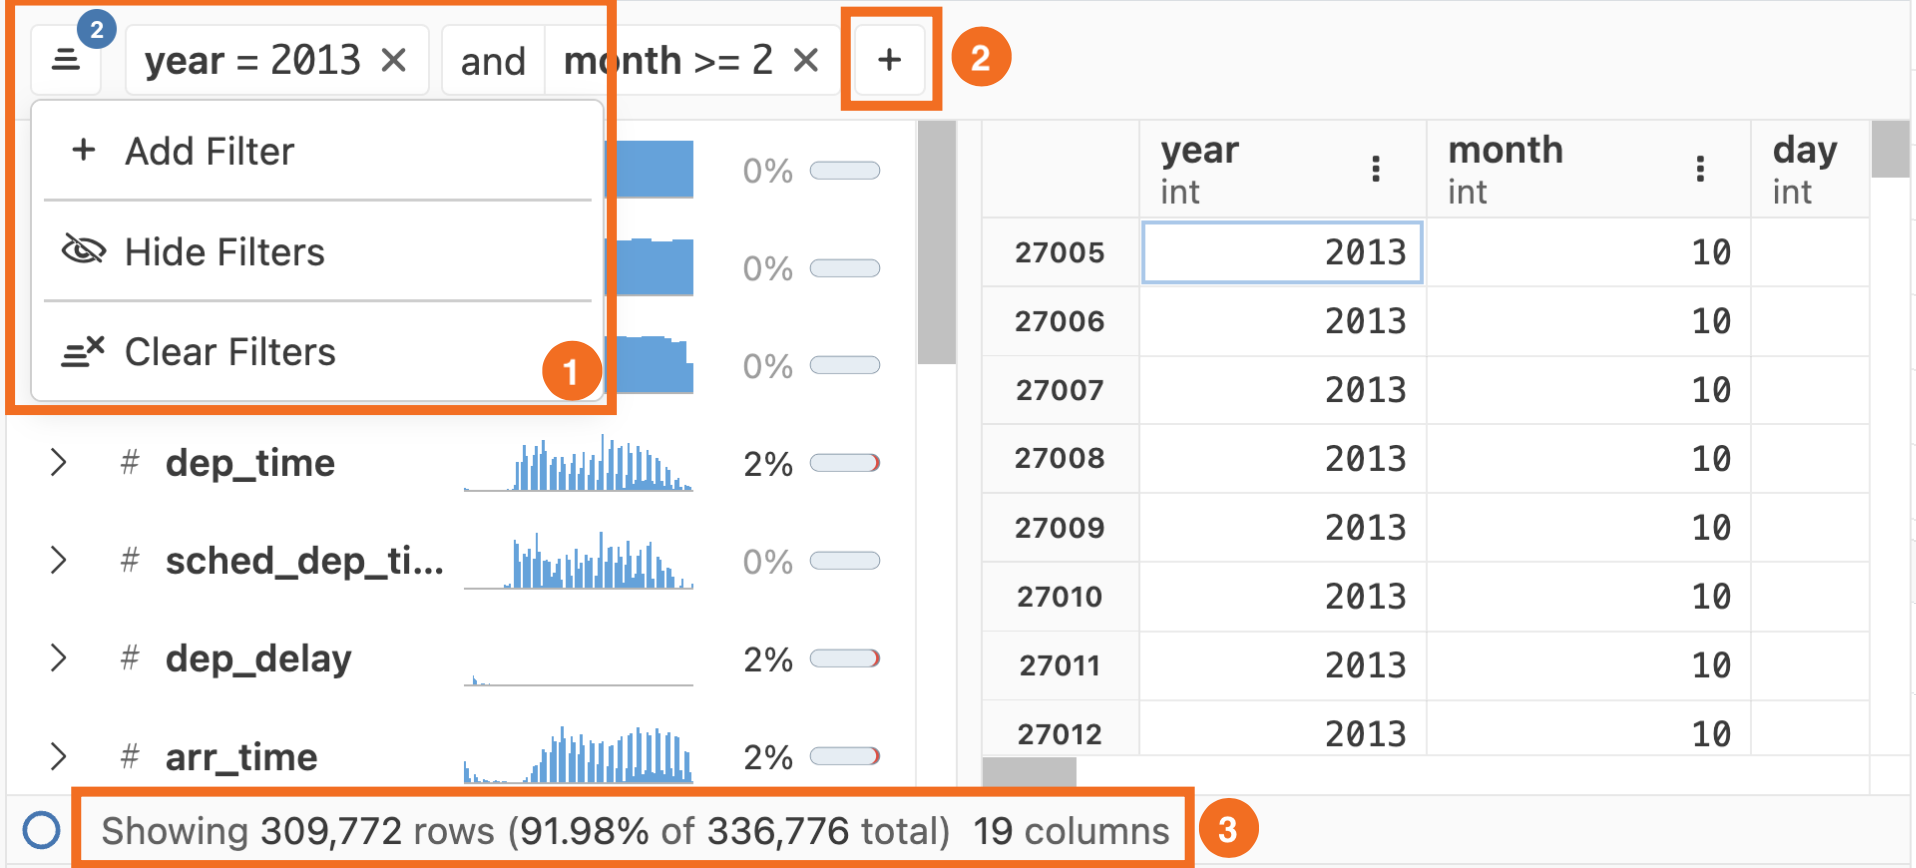 2
year = 2013 × and month >= 2 × + 2
+ Add Filter
Hide Filters
Clear Filters
1
0%
0%
0%
> # dep_time 2%
> # sched_dep_ti... 0%
> # dep_delay 2%
> # arr_time 2%
year month day
int int int
27005 2013 10
27006 2013 10
27007 2013 10
27008 2013 10
27009 2013 10
27010 2013 10
27011 2013 10
27012 2013 10
Showing 309,772 rows (91.98% of 336,776 total) 19 columns 3